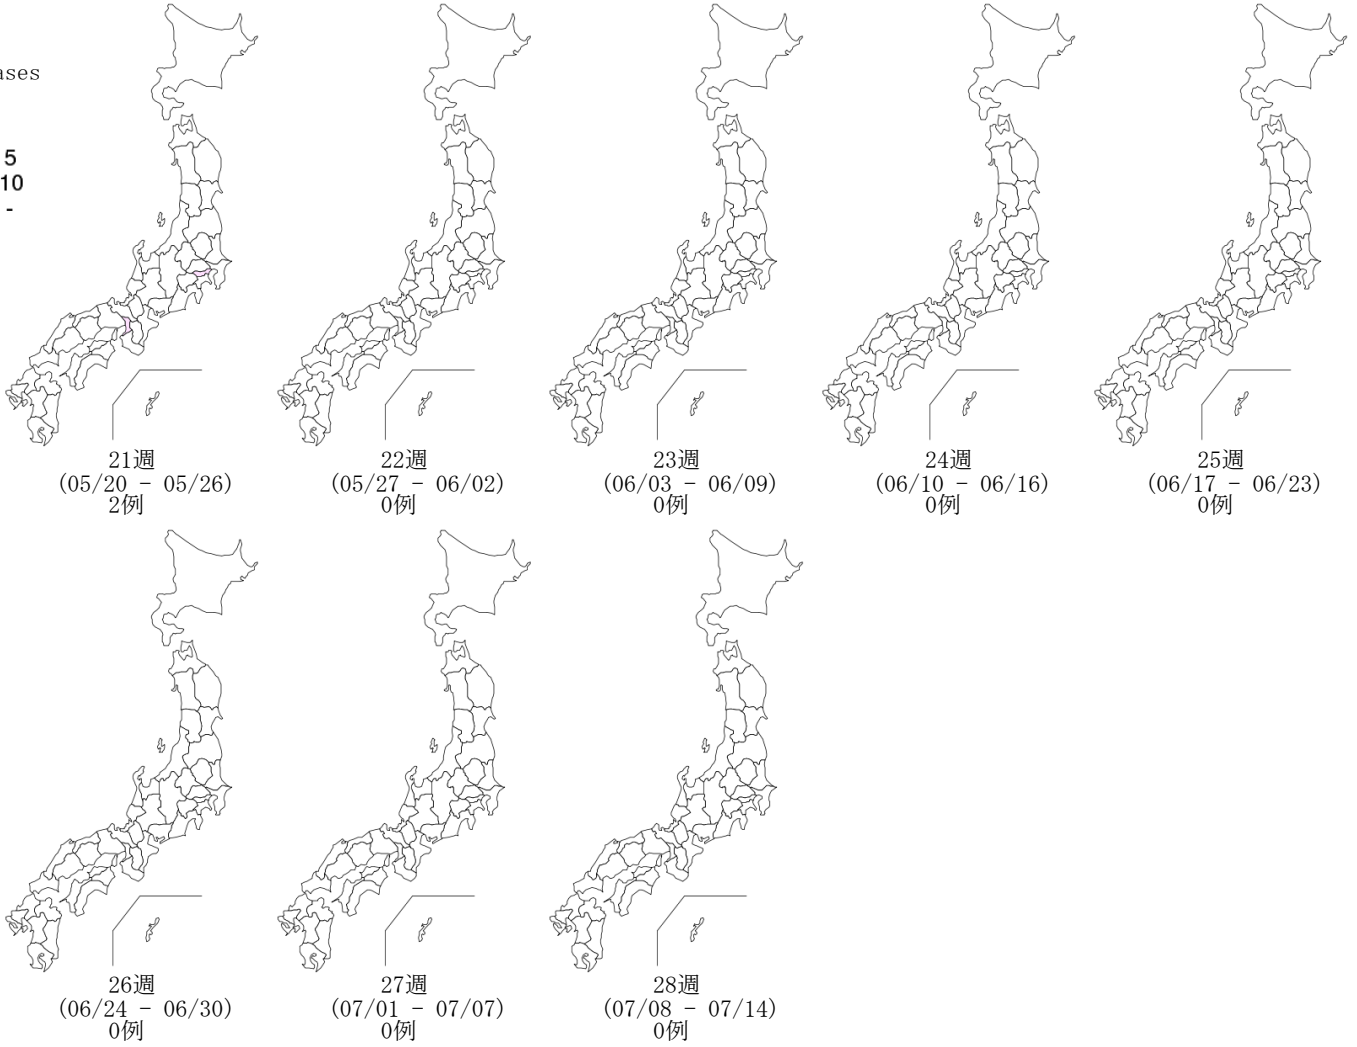 ases
5
10
-
21週
(05/20 - 05/26)
2例
22週
(05/27 - 06/02)
0例
23週
(06/03 - 06/09)
0例
24週
(06/10 - 06/16)
0例
25週
(06/17 - 06/23)
0例
26週
(06/24 - 06/30)
0例
27週
(07/01 - 07/07)
0例
28週
(07/08 - 07/14)
0例